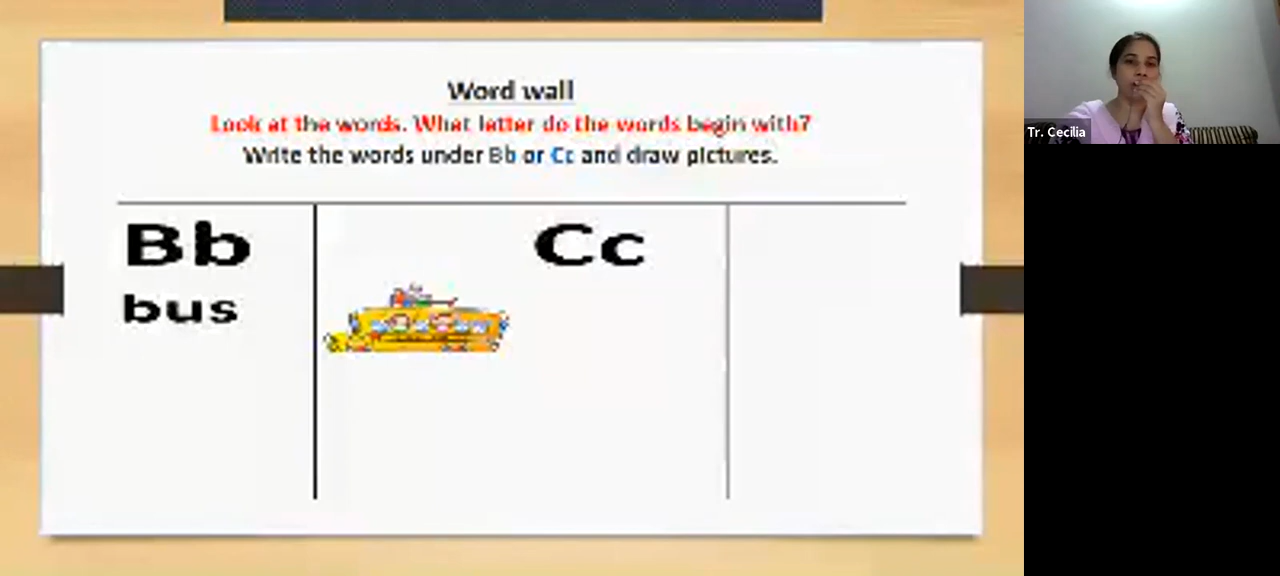 Word wall
Look at the words. What letter do the words begin with?
Write the words under Bb or Cc and draw pictures.
Bb Cc
bus
Tr. Cecilia